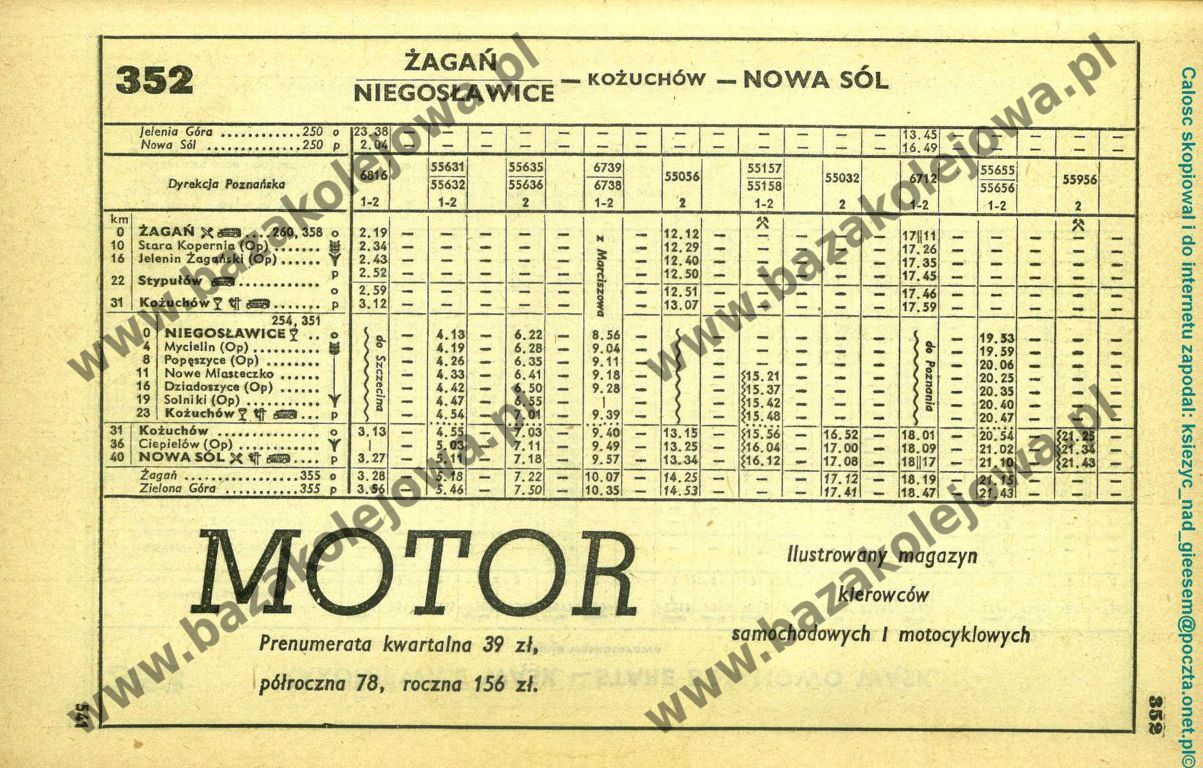 352
ŻAGAŃ
NIEGOSŁAWICE — KOŻUCHÓW — NOWA SÓL
Jelenia Góra ............250 o 23.38 — — — — — — — — — — — — — 13.45 — — — — —
Nowa Sól ............250 p 2.04 — — — — — — — — — — — — — 16.49 — — — — —
Dyrekcja Poznańska 6816 55631/55632 55635/55636 6739/6738 55056 55157/55158 55032 6712 55655/55656 55956
1-2 1-2 2 1-2 2 1-2 2 1-2 1-2 2
km
0 ŻAGAŃ .... 260, 358 o 2.19 — — — — — z Marciszowa — 12.12 — — — — — 17||11 — — — — —
10 Stara Kopernia (Op) ....... 2.34 — — — — — — 12.29 — — — — — 17.26 — — — — —
16 Jelenin Żagański (Op) ...... 2.43 — — — — — — 12.40 — — — — — 17.35 — — — — —
22 Stypułów p 2.52 — — — — — — 12.50 — — — — — 17.45 — — — — —
o 2.59 — — — — — — 12.51 — — — — — 17.46 — — — — —
31 Kożuchów ....... p 3.12 — — — — — — 13.07 — — — — — 17.59 — — — — —
254, 351
0 NIEGOSŁAWICE .. o do Szczecina — 4.13 — 6.22 — 8.56 — — — — — — do Poznania — 19.53 — — —
4 Mycielin (Op) ......... — 4.19 — 6.28 — 9.04 — — — — — — — 19.59 — — —
8 Popęszyce (Op) ........ — 4.26 — 6.35 — 9.11 — — — — — — — 20.06 — — —
11 Nowe Miasteczko ....... — 4.33 — 6.41 — 9.18 — — 15.21 — — — — 20.25 — — —
16 Dziadoszyce (Op) ....... — 4.42 — 6.50 — 9.28 — — 15.37 — — — — 20.35 — — —
19 Solniki (Op) .......... — 4.47 — 6.55 — | — — 15.42 — — — — 20.40 — — —
23 Kożuchów .... p — 4.54 — 7.01 — 9.39 — — 15.48 — — — — 20.47 — — —
31 Kożuchów ............... o 3.13 — 4.55 — 7.03 — 9.40 — 13.15 — 15.56 — 16.52 — 18.01 — 20.54 — 21.25 —
36 Ciepielów (Op) ............ | — 5.03 — 7.11 — 9.49 — 13.25 — 16.04 — 17.00 — 18.09 — 21.02 — 21.34 —
40 NOWA SÓL .... p 3.27 — 5.11 — 7.18 — 9.57 — 13.34 — 16.12 — 17.08 — 18||17 — 21.10 — 21.43 —
Żagań ................355 o 3.28 — 5.18 — 7.22 — 10.07 — 14.25 — — — 17.12 — 18.19 — 21.15 — — —
Zielona Góra ...........355 p 3.56 — 5.46 — 7.50 — 10.35 — 14.53 — — — 17.41 — 18.47 — 21.43 — — —
MOTOR
Prenumerata kwartalna 39 zł,
półroczna 78, roczna 156 zł.
Ilustrowany magazyn
kierowców
samochodowych i motocyklowych
541
352
www.bazakolejowa.pl
www.bazakolejowa.pl
www.bazakolejowa.pl
www.bazakolejowa.pl
www.bazakolejowa.pl
Calosc skopiowal i do internetu zapodal: ksiezyc_nad_gieesem@poczta.onet.pl©